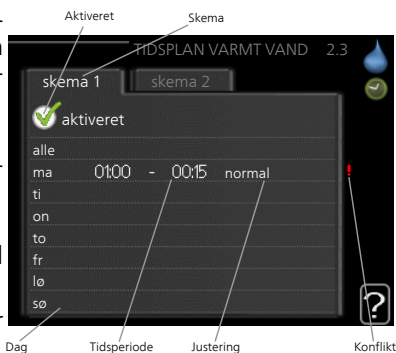 Aktiveret Skema
TIDSPLAN VARMT VAND 2.3
skema 1 skema 2
aktiveret
alle
ma 01:00 - 00:15 normal !
ti
on
to
fr
lø
sø
?
Dag Tidsperiode Justering Konflikt